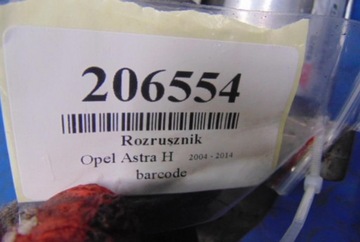 206554
Rozrusznik
Opel Astra H 2004 - 2014
barcode